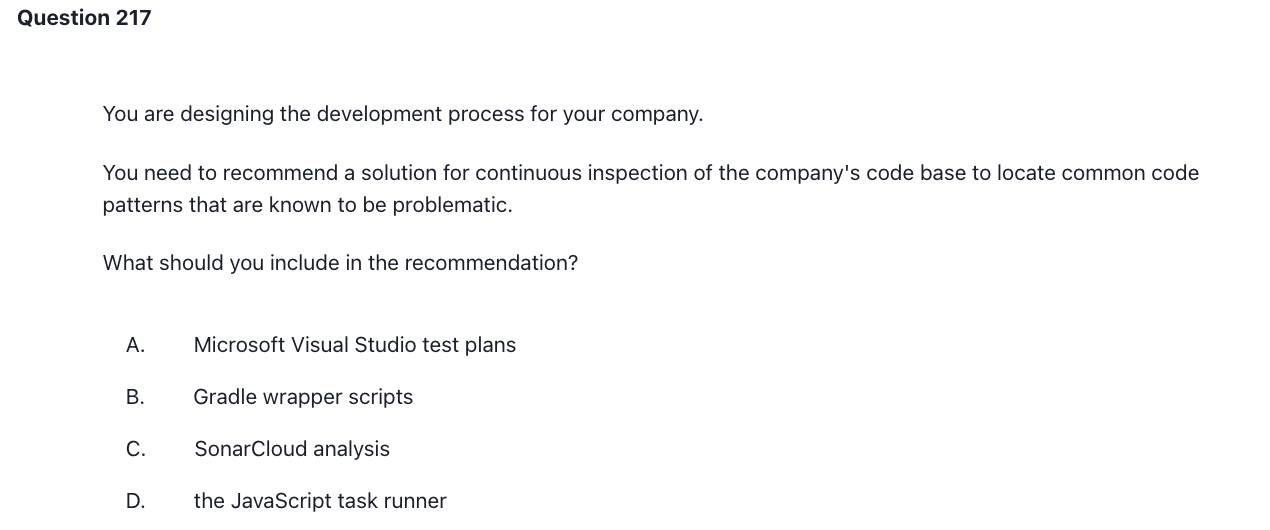 Question 217
You are designing the development process for your company.
You need to recommend a solution for continuous inspection of the company's code base to locate common code
patterns that are known to be problematic.
What should you include in the recommendation?
A. Microsoft Visual Studio test plans
B. Gradle wrapper scripts
C. SonarCloud analysis
D. the JavaScript task runner